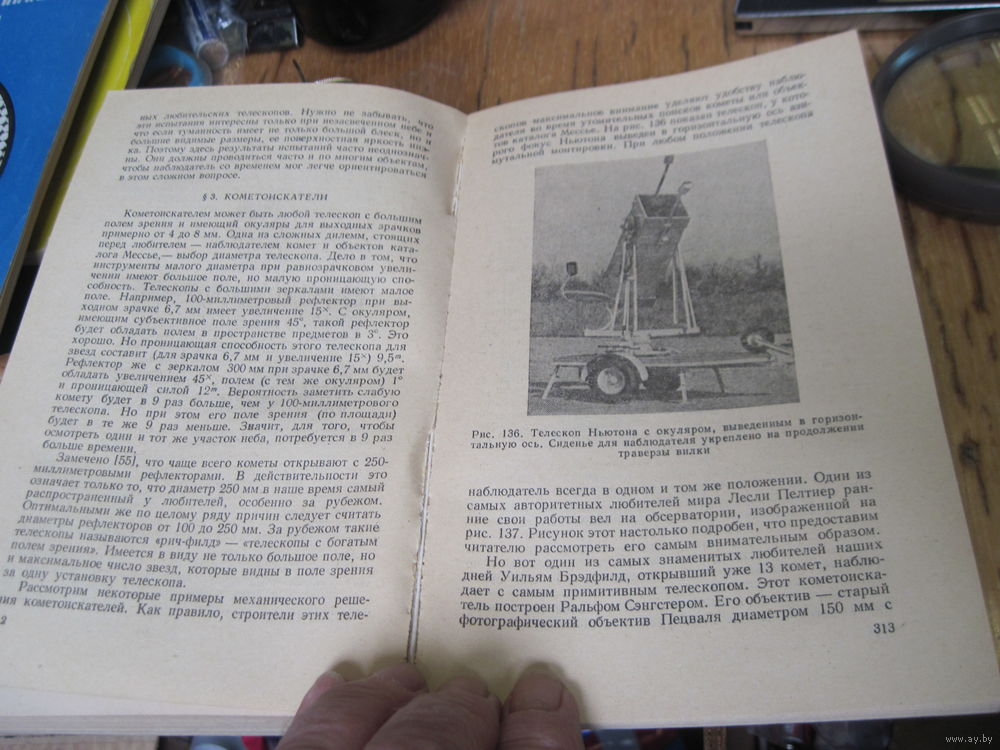 ных любительских телескопов. Нужно не забывать, что
эти испытания интересны только при незасвеченном небе и
что если туманность имеет не только большой блеск, но и
большие видимые размеры, ее поверхностная яркость низ-
ка. Поэтому здесь результаты испытаний часто неоднознач-
ны. Они должны проводиться часто и по многим объектам,
чтобы наблюдатель со временем мог легче ориентироваться
в этом сложном вопросе.
§ 3. КОМЕТОИСКАТЕЛИ
Кометоискателем может быть любой телескоп с большим
полем зрения и имеющий окуляры для выходных зрачков
примерно от 4 до 8 мм. Одна из сложных дилемм, стоящих
перед любителем — наблюдателем комет и объектов ката-
лога Мессье,— выбор диаметра телескопа. Дело в том, что
инструменты малого диаметра при равнозрачковом увели-
чении имеют большое поле, но малую проницающую спо-
собность. Телескопы с большими зеркалами имеют малое
поле. Например, 100-миллиметровый рефлектор при вы-
ходном зрачке 6,7 мм имеет увеличение 15×. С окуляром,
имеющим субъективное поле зрения 45°, такой рефлектор
будет обладать полем в пространстве предметов в 3°. Это
хорошо. Но проницающая способность этого телескопа для
звезд составит (для зрачка 6,7 мм и увеличение 15×) 9,5ᵐ.
Рефлектор же с зеркалом 300 мм при зрачке 6,7 мм будет
обладать увеличением 45×, полем (с тем же окуляром) 1°
и проницающей силой 12ᵐ. Вероятность заметить слабую
комету будет в 9 раз больше, чем у 100-миллиметрового
телескопа. Но при этом его поле зрения (по площади)
будет в те же 9 раз меньше. Значит, для того, чтобы
осмотреть один и тот же участок неба, потребуется в 9 раз
больше времени.
Замечено [55], что чаще всего кометы открывают с 250-
миллиметровыми рефлекторами. В действительности это
означает только то, что диаметр 250 мм в наше время самый
распространенный у любителей, особенно за рубежом.
Оптимальными же по целому ряду причин следует считать
диаметры рефлекторов от 100 до 250 мм. За рубежом такие
телескопы называются «рич-филд» — «телескопы с богатым
полем зрения». Имеется в виду не только большое поле, но
и максимальное число звезд, которые видны в поле зрения
за одну установку телескопа.
Рассмотрим некоторые примеры механического реше-
ния кометоискателей. Как правило, строители этих теле-
2
скопов максимальное внимание уделяют удобству наблю-
дателя во время утомительных поисков кометы или объек-
тов каталога Мессье. На рис. 136 показан телескоп, у кото-
рого фокус Ньютона выведен в горизонтальную ось ази-
мутальной монтировки. При любом положении телескопа
Рис. 136. Телескоп Ньютона с окуляром, выведенным в горизон-
тальную ось. Сиденье для наблюдателя укреплено на продолжении
траверзы вилки
наблюдатель всегда в одном и том же положении. Один из
самых авторитетных любителей мира Лесли Пелтиер ран-
ние свои работы вел на обсерватории, изображенной на
рис. 137. Рисунок этот настолько подробен, что предоставим
читателю рассмотреть его самым внимательным образом.
Но вот один из самых знаменитых любителей наших
дней Уильям Брэдфилд, открывший уже 13 комет, наблю-
дает с самым примитивным телескопом. Этот кометоиска-
тель построен Ральфом Сэнгстером. Его объектив — старый
фотографический объектив Пецваля диаметром 150 мм с
313
www.ay.by